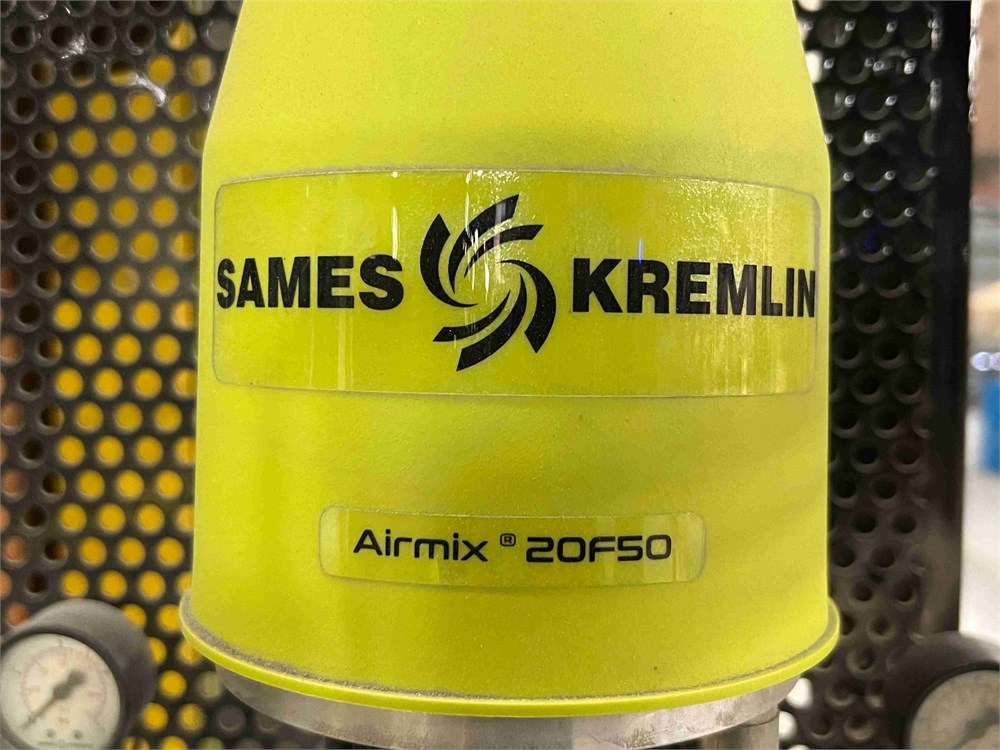 SAMES KREMLIN
Airmix ® 20F50